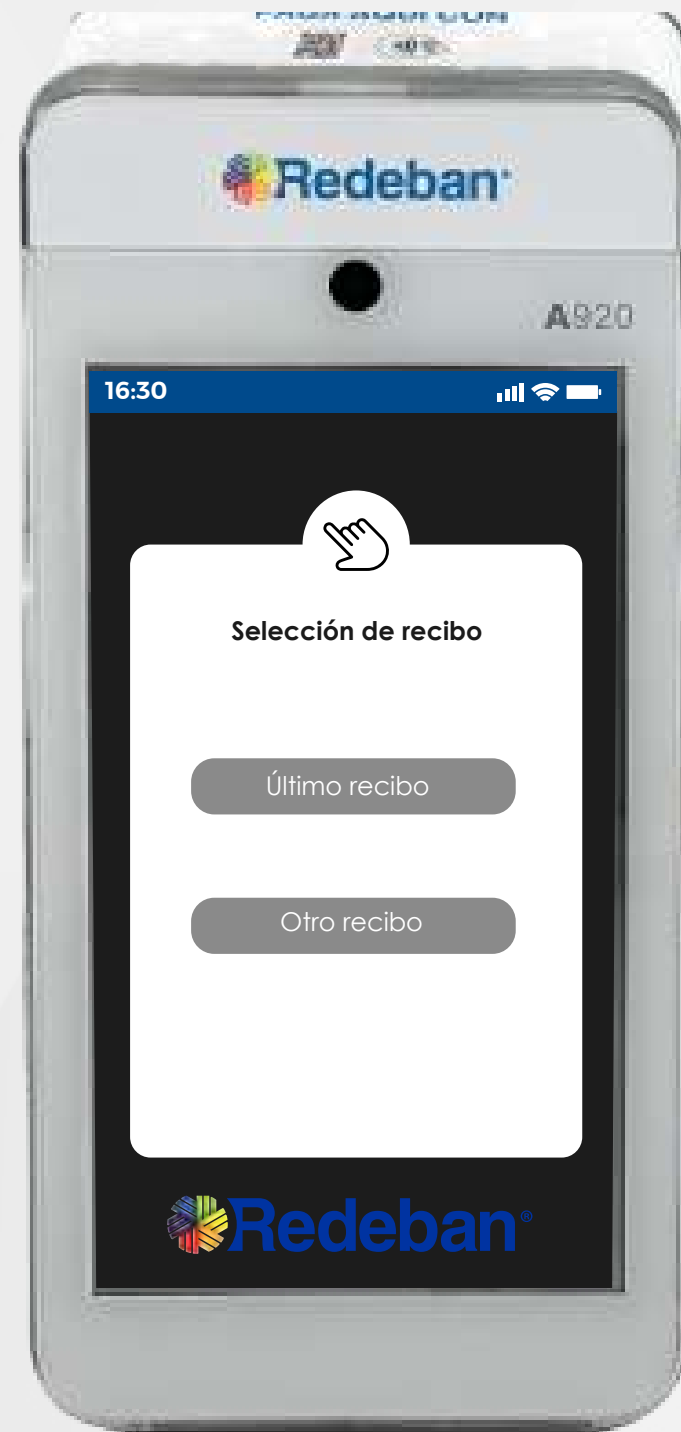 Redeban
A920
16:30
Selección de recibo
Último recibo
Otro recibo
Redeban®